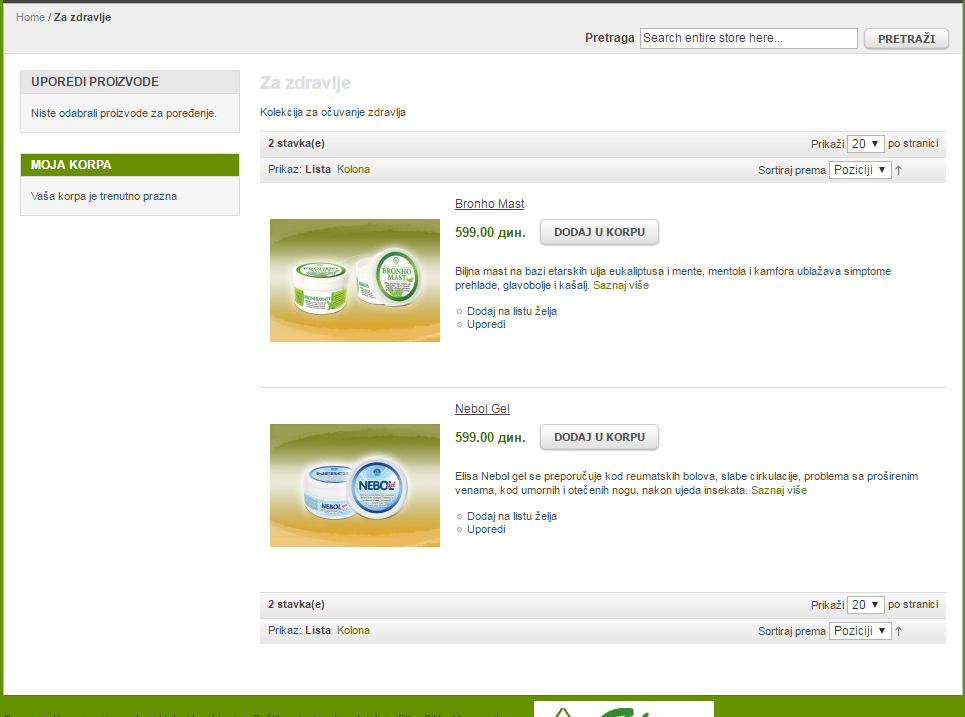 Home / Za zdravlje
Pretraga Search entire store here... PRETRAŽI
UPOREDI PROIZVODE
Niste odabrali proizvode za poređenje.
MOJA KORPA
Vaša korpa je trenutno prazna
Za zdravlje
Kolekcija za očuvanje zdravlja
2 stavka(e) Prikaži 20 po stranici
Prikaz: Lista Kolona Sortiraj prema Poziciji
Bronho Mast
599.00 дин. DODAJ U KORPU
BRONHO
MAST
Biljna mast na bazi etarskih ulja eukaliptusa i mente, mentola i kamfora ublažava simptome
prehlade, glavobolje i kašalj. Saznaj više
Dodaj na listu želja
Uporedi
Nebol Gel
599.00 дин. DODAJ U KORPU
NEBOL
NEBOL
Elisa Nebol gel se preporučuje kod reumatskih bolova, slabe cirkulacije, problema sa proširenim
venama, kod umornih i otečenih nogu, nakon ujeda insekata. Saznaj više
Dodaj na listu želja
Uporedi
2 stavka(e) Prikaži 20 po stranici
Prikaz: Lista Kolona Sortiraj prema Poziciji